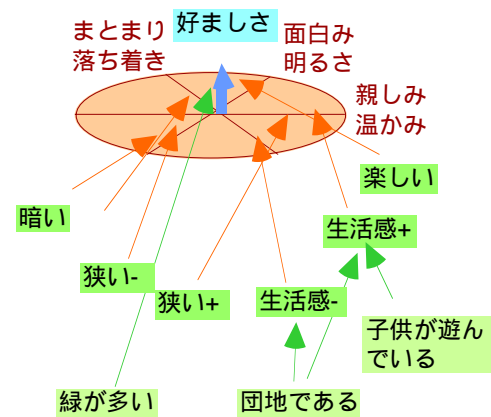 まとまり
落ち着き
好ましさ
面白み
明るさ
親しみ
温かみ
楽しい
暗い
生活感+
狭い-
狭い+
生活感-
子供が遊ん
でいる
緑が多い
団地である